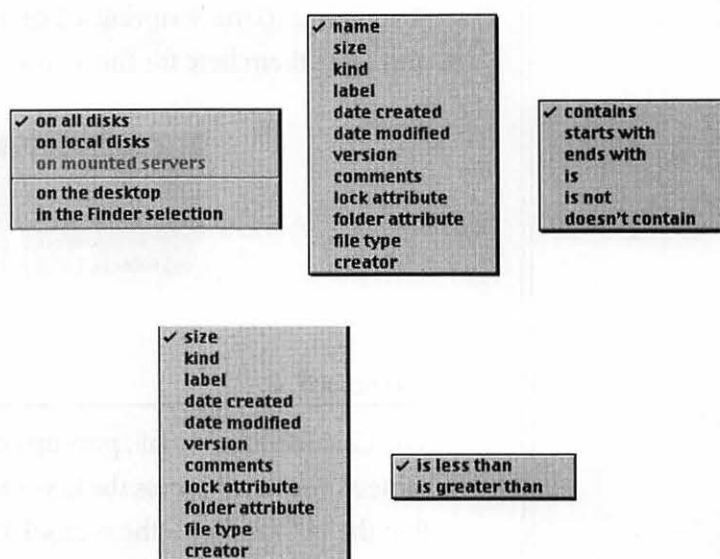 ✓ on all disks
on local disks
on mounted servers
on the desktop
in the Finder selection
✓ name
size
kind
label
date created
date modified
version
comments
lock attribute
folder attribute
file type
creator
✓ contains
starts with
ends with
is
is not
doesn't contain
✓ size
kind
label
date created
date modified
version
comments
lock attribute
folder attribute
file type
creator
✓ is less than
is greater than